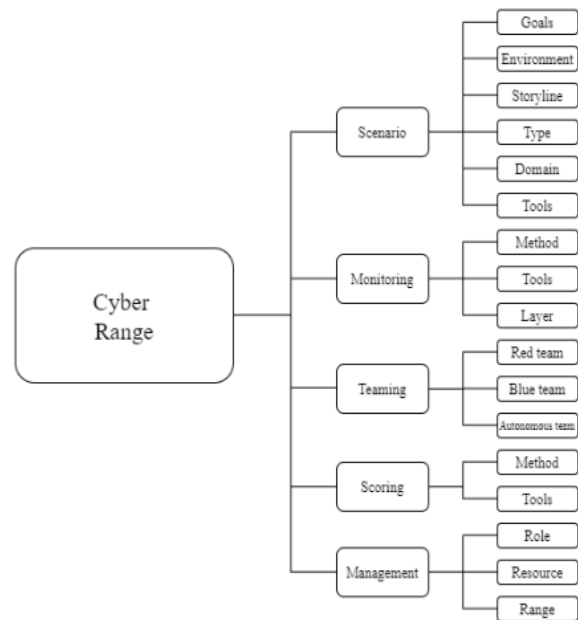 Cyber
Range
Scenario
Goals
Environment
Storyline
Type
Domain
Tools
Monitoring
Method
Tools
Layer
Teaming
Red team
Blue team
Autonomous team
Scoring
Method
Tools
Management
Role
Resource
Range